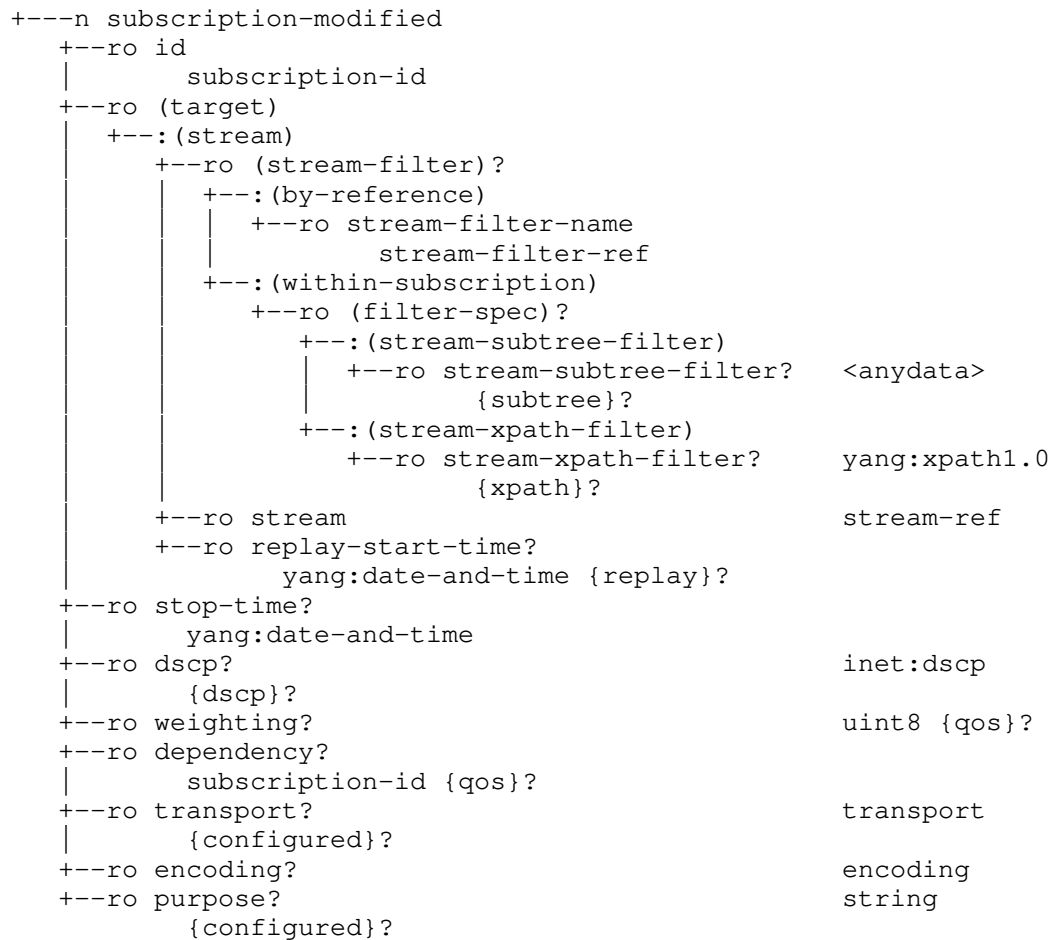 +---n subscription-modified
   +--ro id
   |       subscription-id
   +--ro (target)
   |  +--:(stream)
   |     +--ro (stream-filter)?
   |     |  +--:(by-reference)
   |     |  |  +--ro stream-filter-name
   |     |  |          stream-filter-ref
   |     |  +--:(within-subscription)
   |     |     +--ro (filter-spec)?
   |     |        +--:(stream-subtree-filter)
   |     |        |  +--ro stream-subtree-filter?   <anydata>
   |     |        |          {subtree}?
   |     |        +--:(stream-xpath-filter)
   |     |           +--ro stream-xpath-filter?     yang:xpath1.0
   |     |                   {xpath}?
   |     +--ro stream                               stream-ref
   |     +--ro replay-start-time?
   |             yang:date-and-time {replay}?
   +--ro stop-time?
   |       yang:date-and-time
   +--ro dscp?                                      inet:dscp
   |       {dscp}?
   +--ro weighting?                                 uint8 {qos}?
   +--ro dependency?
   |       subscription-id {qos}?
   +--ro transport?                                 transport
   |       {configured}?
   +--ro encoding?                                  encoding
   +--ro purpose?                                   string
           {configured}?